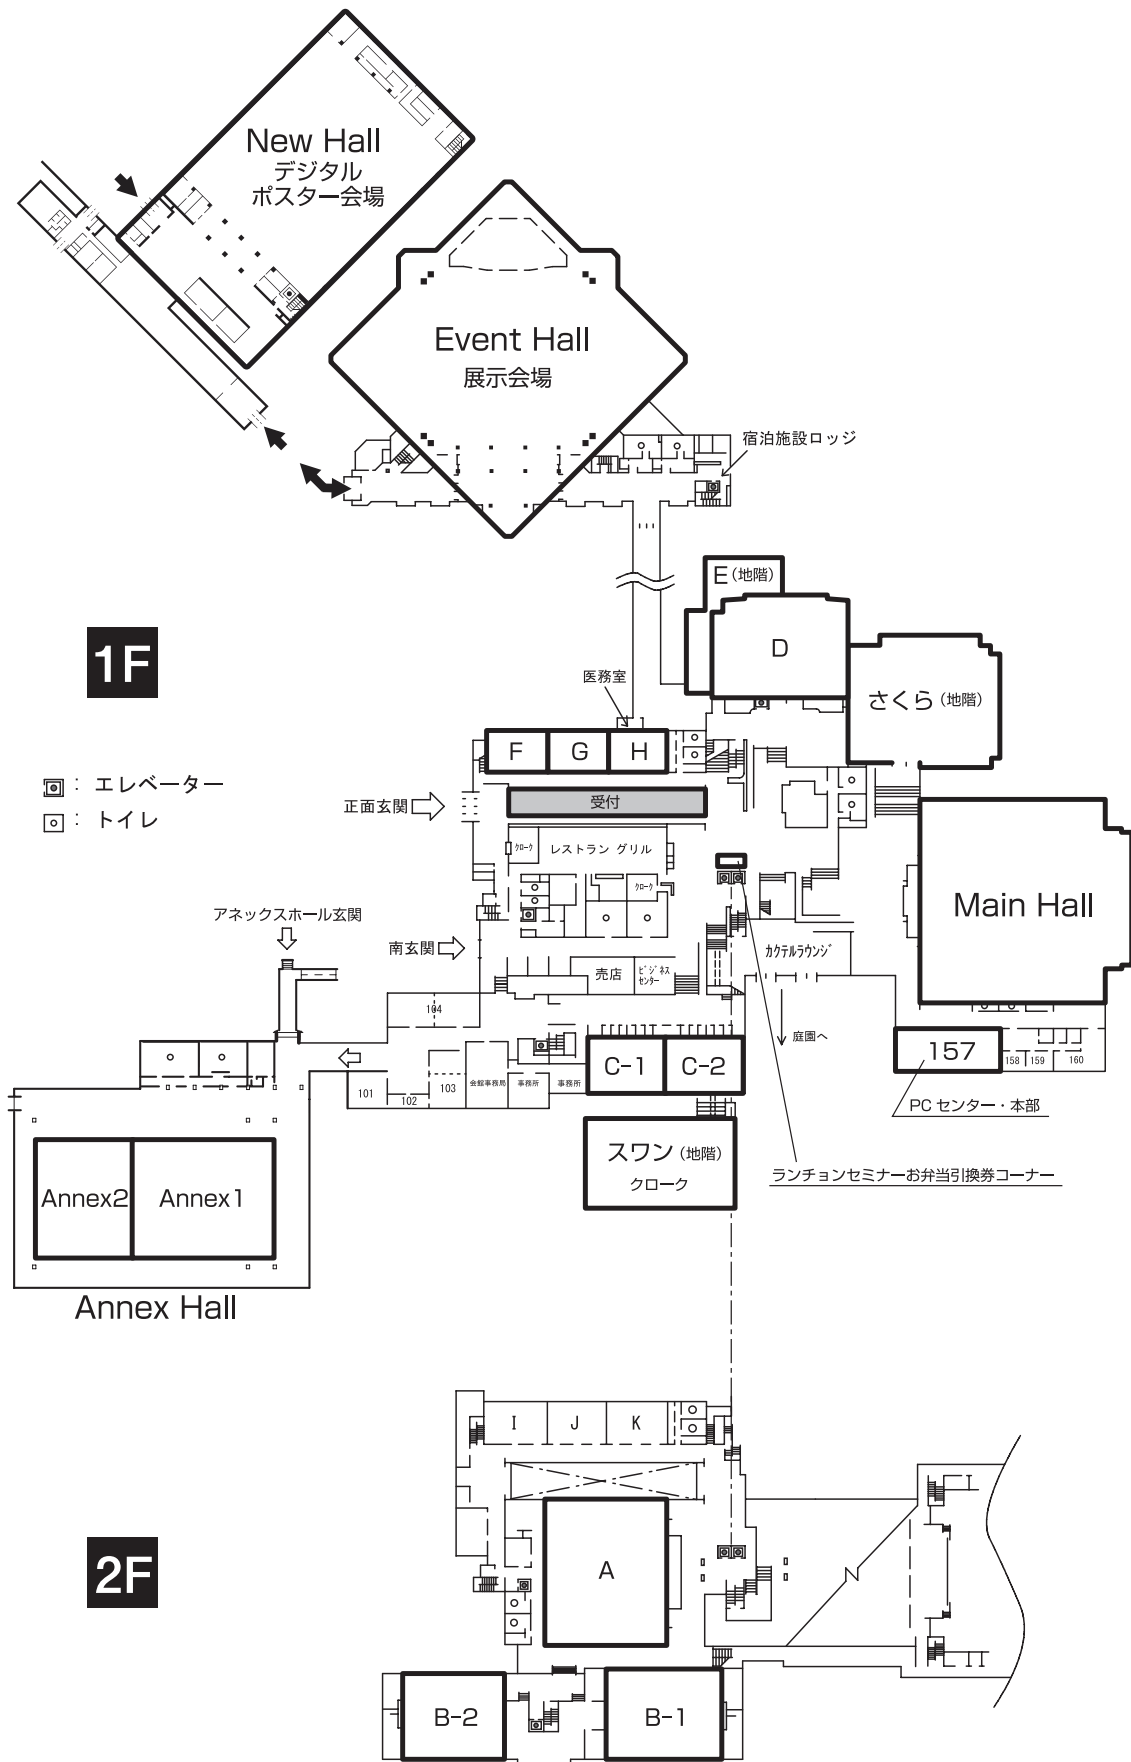 New Hall
デジタル
ポスター会場
Event Hall
展示会場
宿泊施設ロッジ
E（地階）
D
さくら（地階）
1F
医務室
F
G
H
：エレベーター
：トイレ
正面玄関
受付
クローク
レストラン グリル
クローク
Main Hall
アネックスホール玄関
南玄関
カクテルラウンジ
売店
ビジネス
センター
104
庭園へ
C-1
C-2
157
158
159
160
101
102
103
会館事務局
事務所
事務所
PCセンター・本部
スワン（地階）
クローク
ランチョンセミナーお弁当引換券コーナー
Annex2
Annex1
Annex Hall
I
J
K
2F
A
N
B-2
B-1